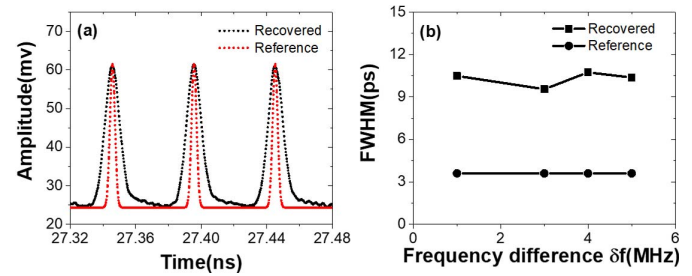 (a)
Recovered
Reference
Amplitude(mv)
75
70
60
50
40
30
20
27.32
27.36
27.40
27.44
27.48
Time(ns)
(b)
Recovered
Reference
FWHM(ps)
15
12
9
6
3
0
0
2
4
6
Frequency difference δf(MHz)